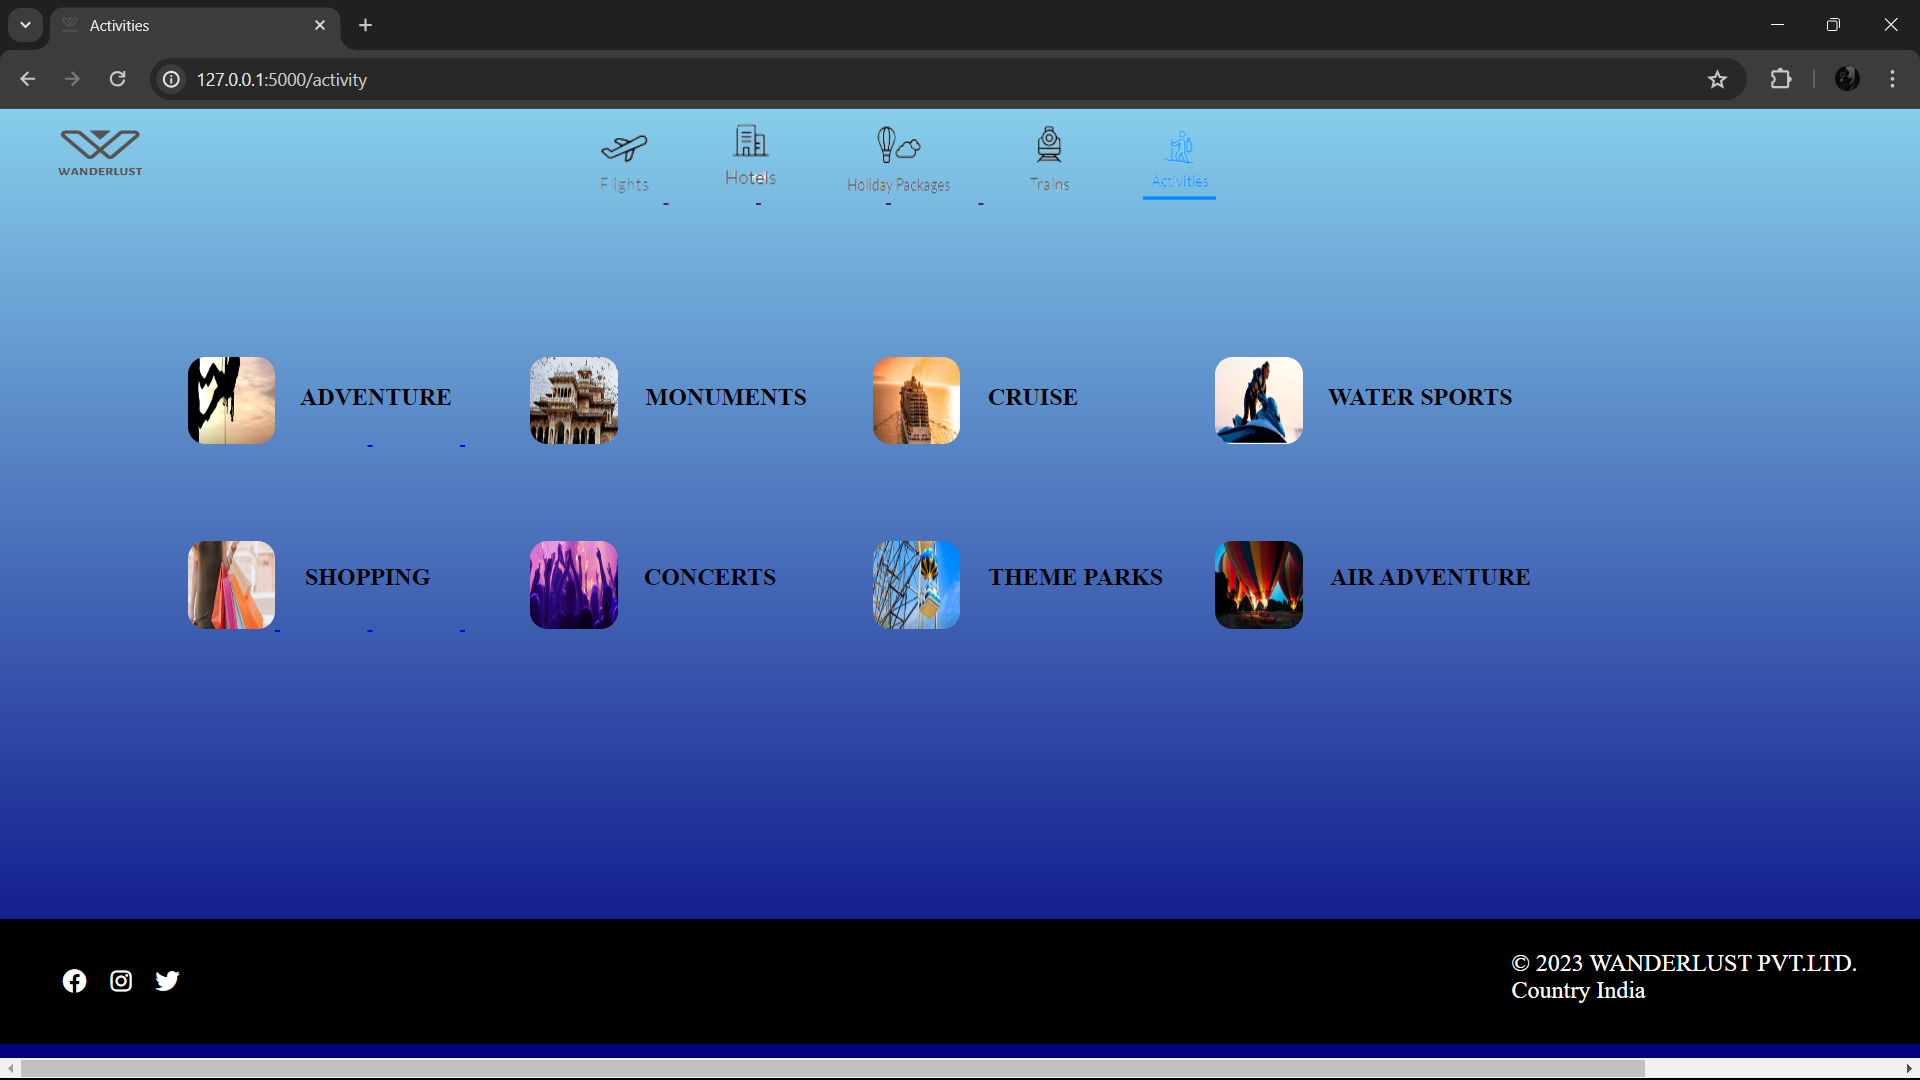 Activities
127.0.0.1:5000/activity
WANDERLUST
Flights
Hotels
Holiday Packages
Trains
Activities
ADVENTURE
MONUMENTS
CRUISE
WATER SPORTS
SHOPPING
CONCERTS
THEME PARKS
AIR ADVENTURE
© 2023 WANDERLUST PVT.LTD.
Country India